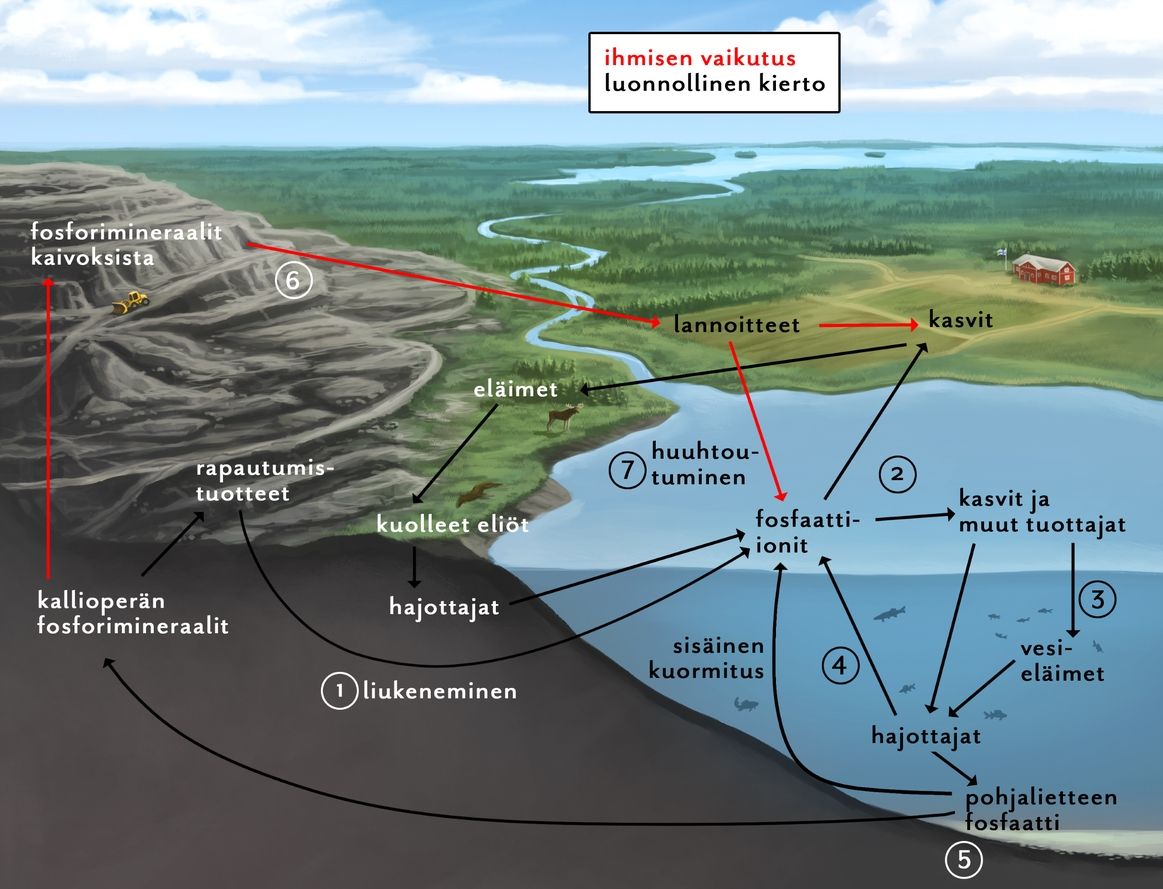 ihmisen vaikutus
luonnollinen kierto
fosforimineraalit
kaivoksista
6
lannoitteet
kasvit
eläimet
7
huuhtou-
tuminen
2
rapautumis-
tuotteet
kuolleet eliöt
fosfaatti-
ionit
kasvit ja
muut tuottajat
kallioperän
fosforimineraalit
hajottajat
3
sisäinen
kuormitus
4
vesi-
eläimet
1
liukeneminen
hajottajat
pohjalietteen
fosfaatti
5